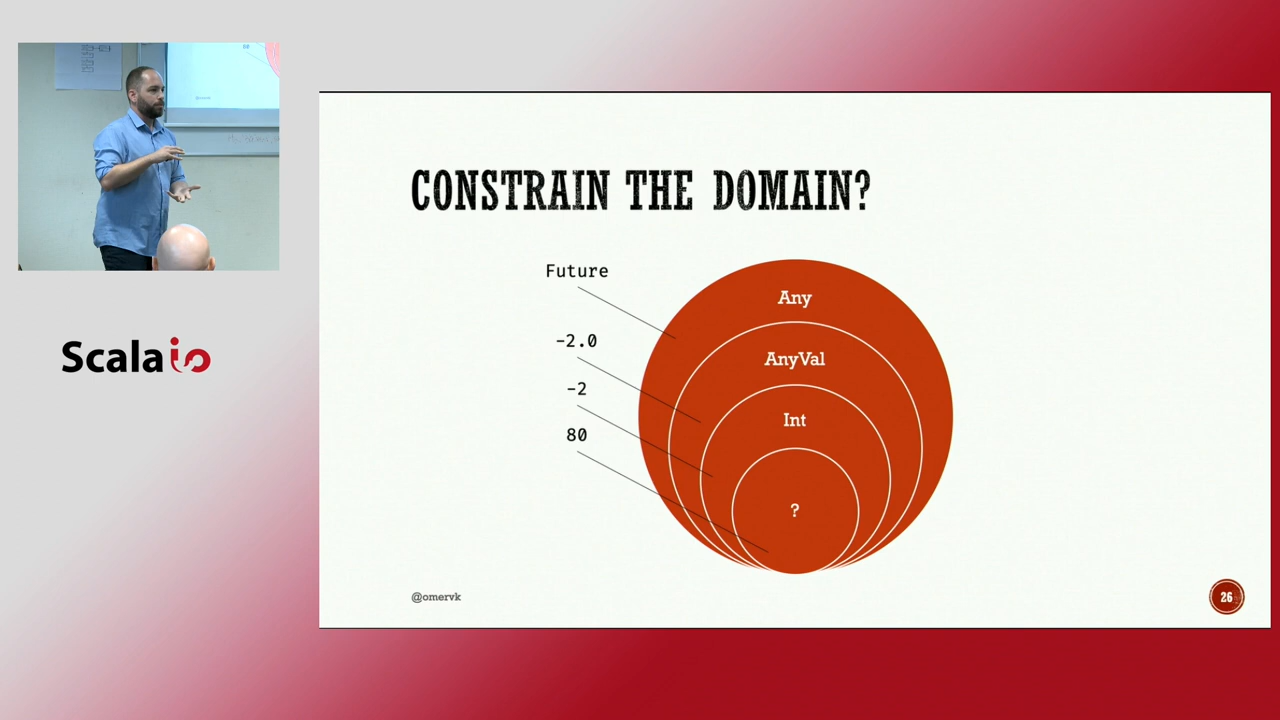 Scala io
CONSTRAIN THE DOMAIN?
Future
-2.0
-2
80
Any
AnyVal
Int
?
@omervk
26